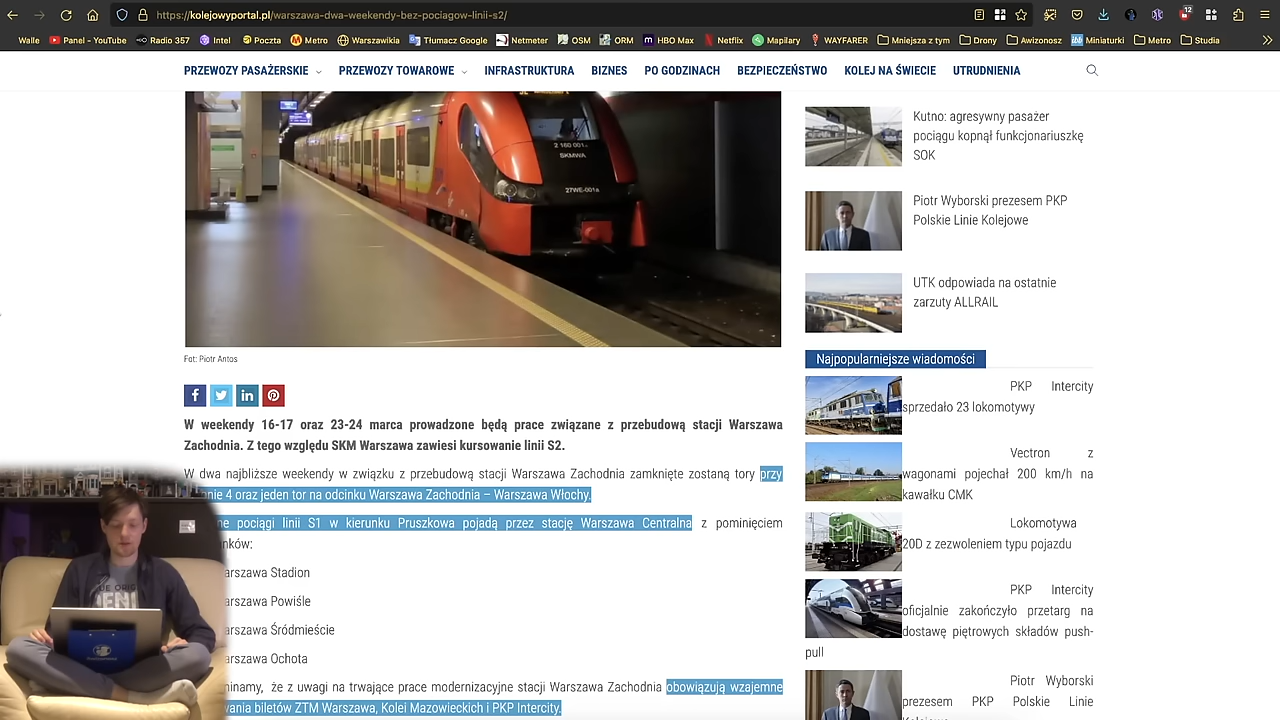 https://kolejowyportal.pl/warszawa-dwa-weekendy-bez-pociagow-linii-s2/
12
Walle Panel - YouTube Radio 357 Intel Poczta Metro Warszawikia Tłumacz Google Netmeter OSM ORM HBO Max Netflix Mapilary WAYFARER Mniejsza z tym Drony Awizonosz Miniaturki Metro Studia
PRZEWOZY PASAŻERSKIE PRZEWOZY TOWAROWE INFRASTRUKTURA BIZNES PO GODZINACH BEZPIECZEŃSTWO KOLEJ NA ŚWIECIE UTRUDNIENIA
2 160 001
SKMWA
27WE-001a
Fot: Piotr Antos
W weekendy 16-17 oraz 23-24 marca prowadzone będą prace związane z przebudową stacji Warszawa
Zachodnia. Z tego względu SKM Warszawa zawiesi kursowanie linii S2.
W dwa najbliższe weekendy w związku z przebudową stacji Warszawa Zachodnia zamknięte zostaną tory przy
nie 4 oraz jeden tor na odcinku Warszawa Zachodnia – Warszawa Włochy.
ne pociągi linii S1 w kierunku Pruszkowa pojadą przez stację Warszawa Centralna z pominięciem
nków:
arszawa Stadion
arszawa Powiśle
arszawa Śródmieście
arszawa Ochota
minamy, że z uwagi na trwające prace modernizacyjne stacji Warszawa Zachodnia obowiązują wzajemne
wania biletów ZTM Warszawa, Kolei Mazowieckich i PKP Intercity.
Kutno: agresywny pasażer
pociągu kopnął funkcjonariuszkę
SOK
Piotr Wyborski prezesem PKP
Polskie Linie Kolejowe
UTK odpowiada na ostatnie
zarzuty ALLRAIL
Najpopularniejsze wiadomości
PKP Intercity
sprzedało 23 lokomotywy
Vectron z
wagonami pojechał 200 km/h na
kawałku CMK
Lokomotywa
20D z zezwoleniem typu pojazdu
PKP Intercity
oficjalnie zakończyło przetarg na
dostawę piętrowych składów push-
pull
Piotr Wyborski
prezesem PKP Polskie Linie
Kolejowe